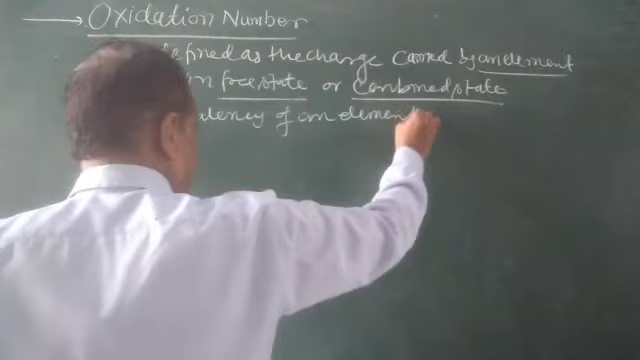 Oxidation Number
defined as the charge carried by an element
in free state or combined state
valency of an element